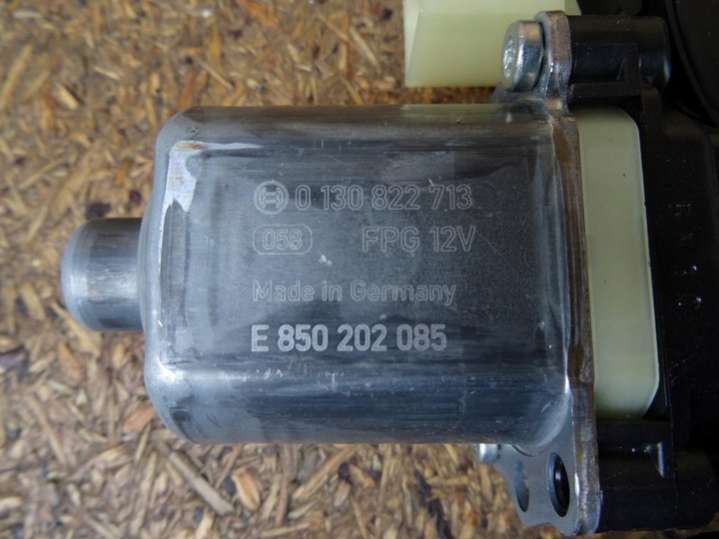 0 130 822 713
058 FPG 12V
Made in Germany
E 850 202 085